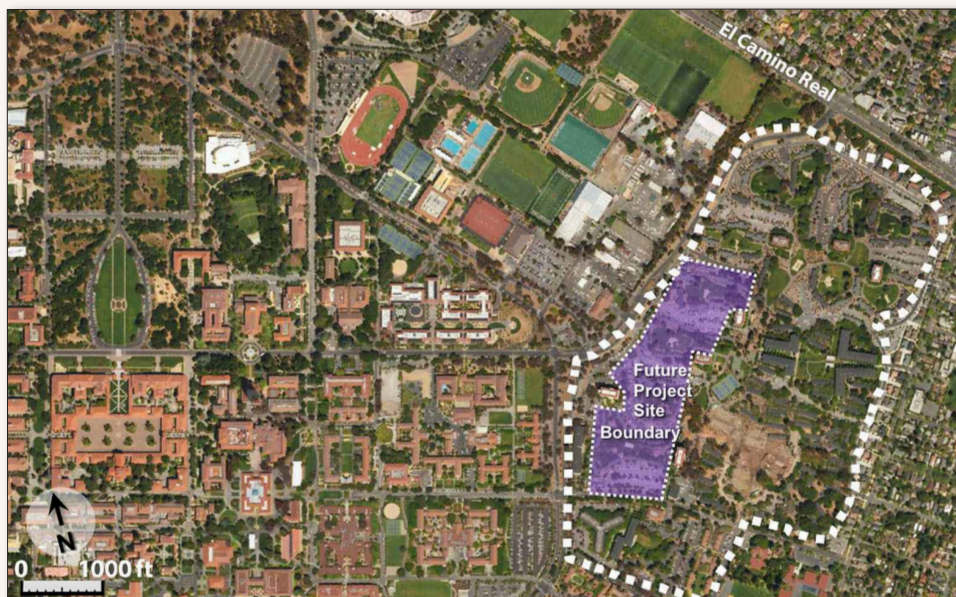 El Camino Real
Future
Project
Site
Boundary
N
0 1000 ft